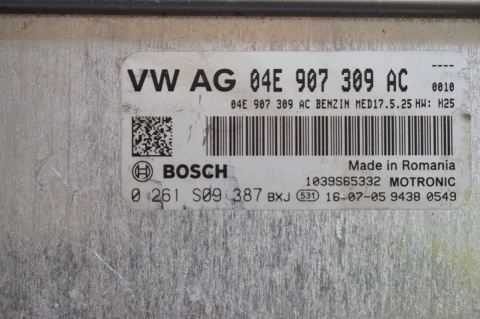 ----
VW AG 04E 907 309 AC 0010
04E 907 309 AC BENZIN MED17.5.25 HW: H25
Made in Romania
BOSCH 1039S65332 MOTRONIC
0 261 S09 387 BXJ 531 16-07-05 9438 0549